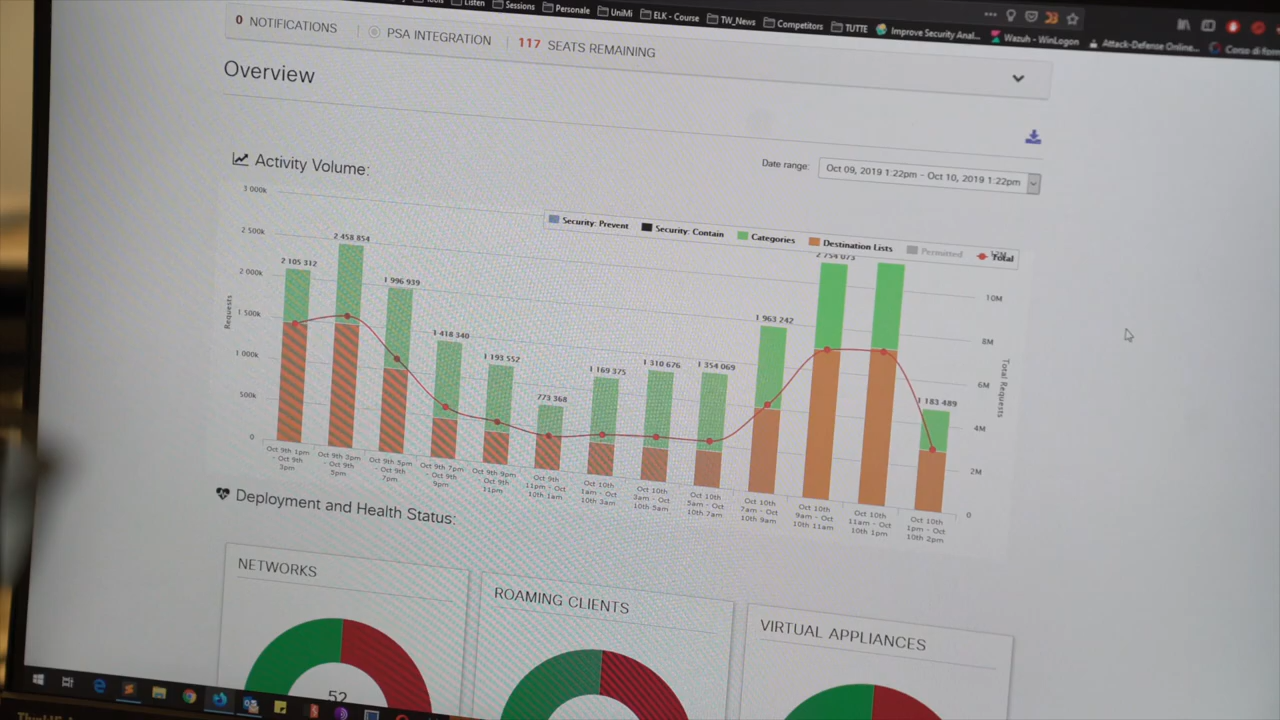 Listen Sessions Personale UniMi ELK - Course TW_News Competitors TUTTE Improve Security Anal... Wazuh - WinLogon Attack-Defense Online...
0 NOTIFICATIONS PSA INTEGRATION 117 SEATS REMAINING
Overview
Activity Volume:
Date range: Oct 09, 2019 1:22pm - Oct 10, 2019 1:22pm
Security: Prevent Security: Contain Categories Destination Lists Permitted Total
3 000k
2 500k
2 000k
1 500k
1 000k
500k
0
Requests
2 105 312
2 458 854
1 996 939
1 418 340
1 193 552
773 368
1 169 375
1 310 676
1 354 069
1 963 242
2 754 073
1 183 489
10M
8M
6M
4M
2M
0
Total Requests
Oct 9th 1pm - Oct 9th 3pm
Oct 9th 3pm - Oct 9th 5pm
Oct 9th 5pm - Oct 9th 7pm
Oct 9th 7pm - Oct 9th 9pm
Oct 9th 9pm - Oct 9th 11pm
Oct 9th 11pm - Oct 10th 1am
Oct 10th 1am - Oct 10th 3am
Oct 10th 3am - Oct 10th 5am
Oct 10th 5am - Oct 10th 7am
Oct 10th 7am - Oct 10th 9am
Oct 10th 9am - Oct 10th 11am
Oct 10th 11am - Oct 10th 1pm
Oct 10th 1pm - Oct 10th 2pm
Deployment and Health Status:
NETWORKS
ROAMING CLIENTS
VIRTUAL APPLIANCES
52